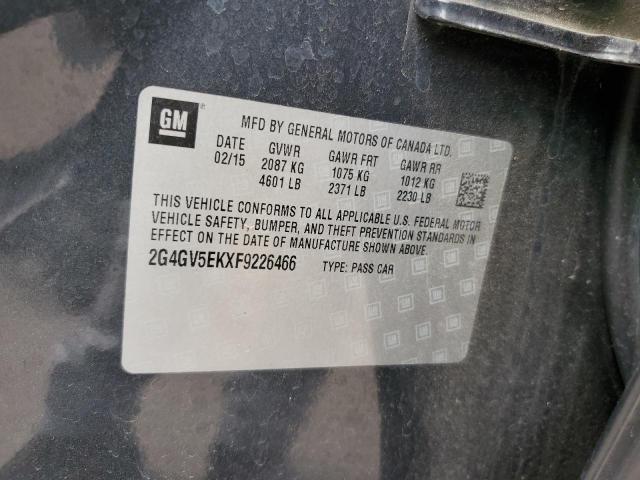 GM ®
MFD BY GENERAL MOTORS OF CANADA LTD.
DATE GVWR GAWR FRT GAWR RR
02/15 2087 KG 1075 KG 1012 KG
4601 LB 2371 LB 2230 LB
THIS VEHICLE CONFORMS TO ALL APPLICABLE U.S. FEDERAL MOTOR
VEHICLE SAFETY, BUMPER, AND THEFT PREVENTION STANDARDS IN
EFFECT ON THE DATE OF MANUFACTURE SHOWN ABOVE.
2G4GV5EKXF9226466 TYPE: PASS CAR